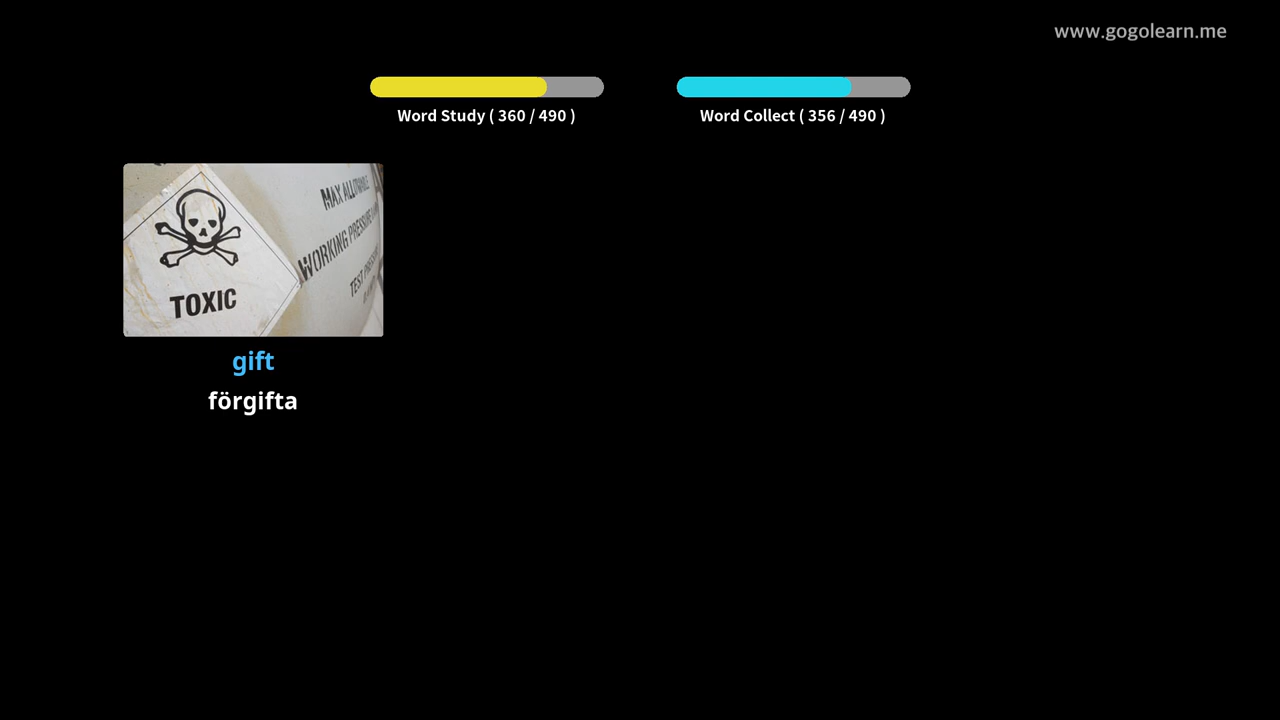 www.gogolearn.me
Word Study ( 360 / 490 )
Word Collect ( 356 / 490 )
MAX ALLOWABLE
WORKING PRESSURE
TEST
TOXIC
gift
förgifta